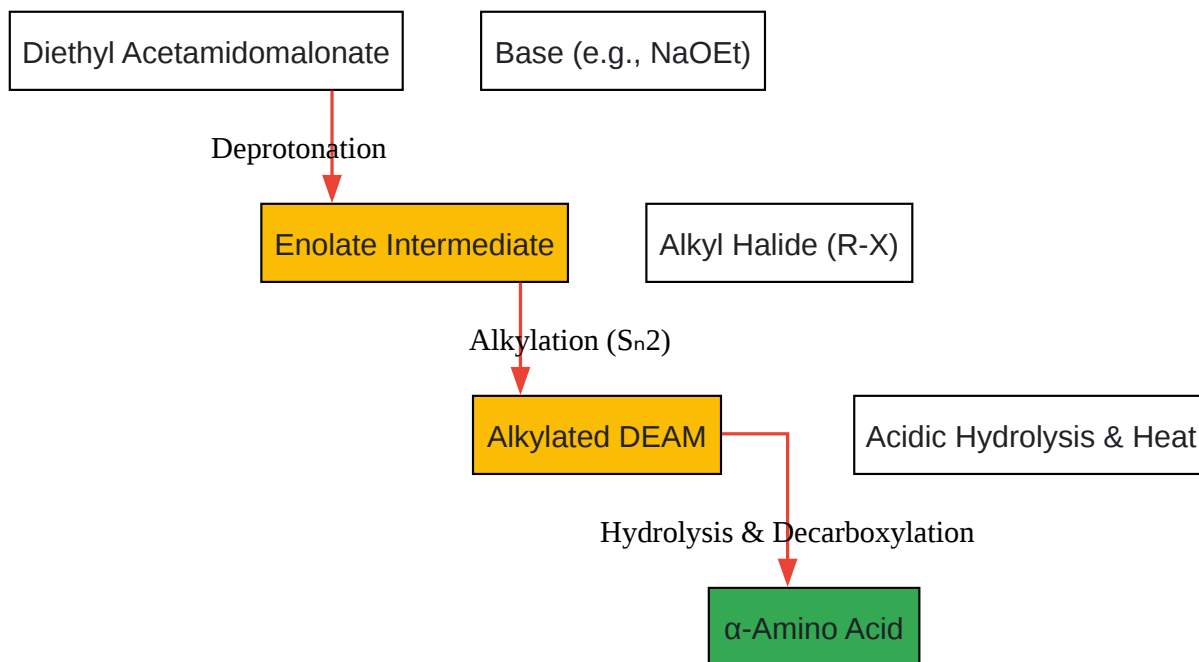 Diethyl Acetamidomalonate
Base (e.g., NaOEt)
Deprotonation
Enolate Intermediate
Alkyl Halide (R-X)
Alkylation (Sₙ2)
Alkylated DEAM
Acidic Hydrolysis & Heat
Hydrolysis & Decarboxylation
α-Amino Acid